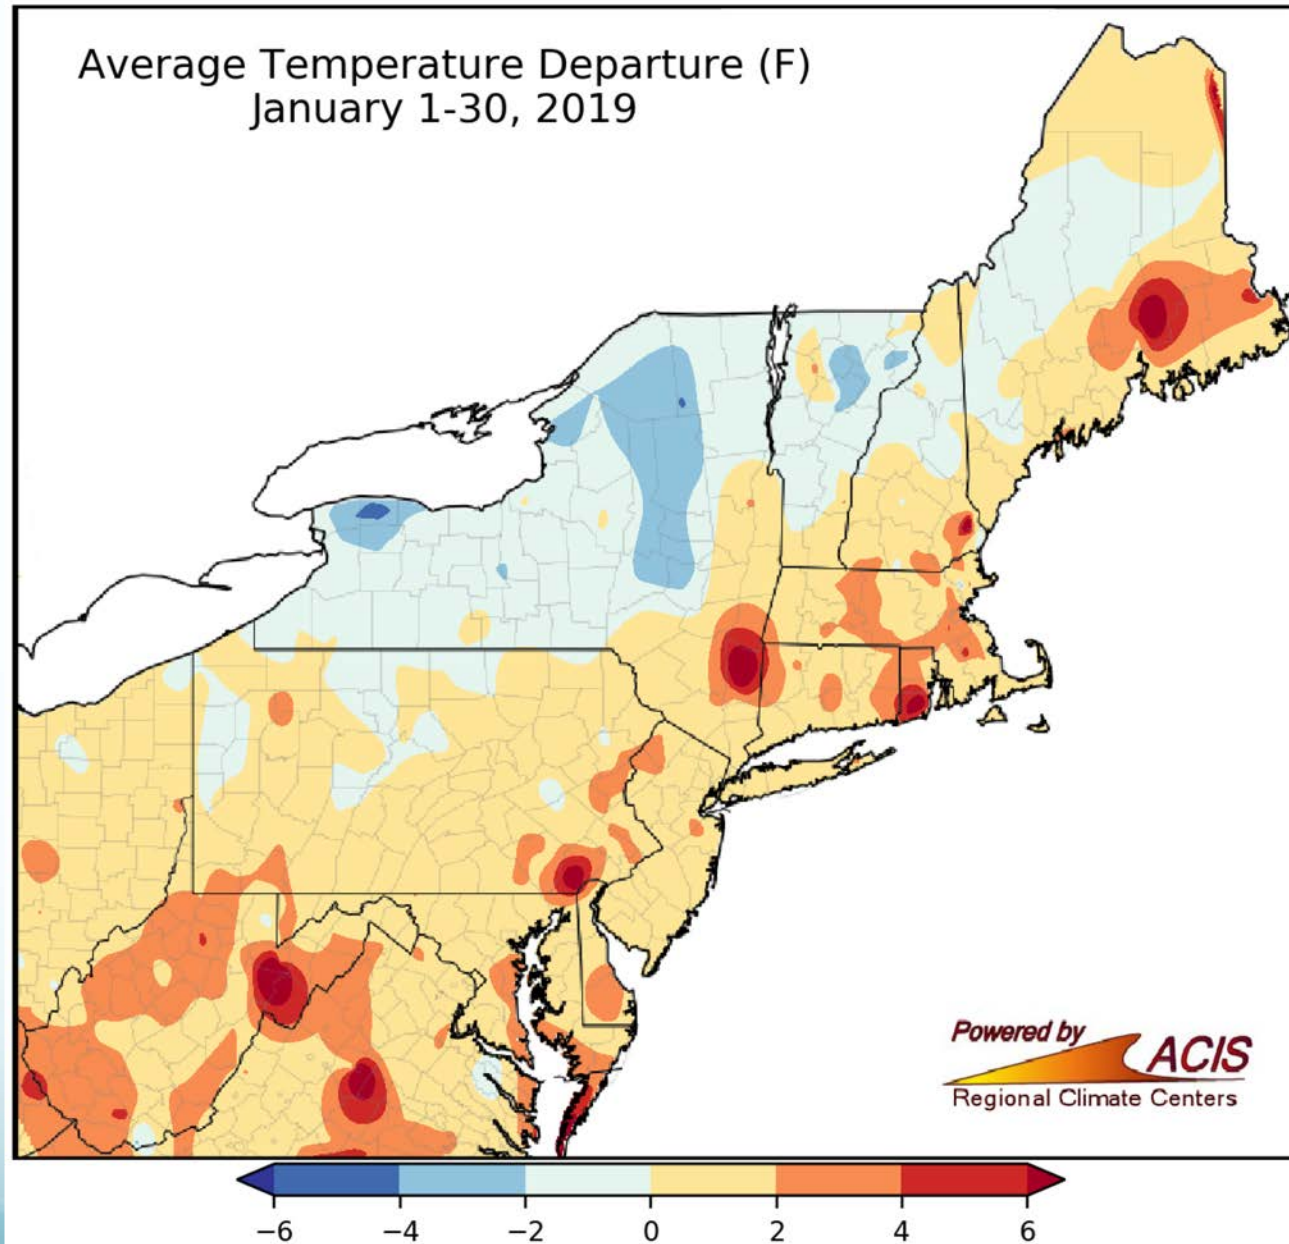 Average Temperature Departure (F)
January 1-30, 2019
Powered by
ACIS
Regional Climate Centers
−6 −4 −2 0 2 4 6